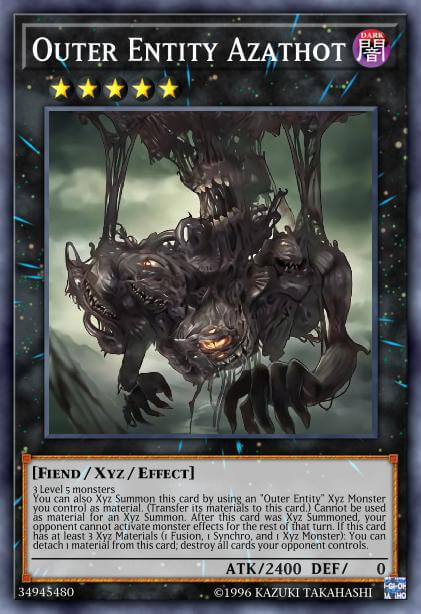 OUTER ENTITY AZATHOT
DARK
闇
[FIEND / XYZ / EFFECT]
3 Level 5 monsters
You can also Xyz Summon this card by using an "Outer Entity" Xyz Monster
you control as material. (Transfer its materials to this card.) Cannot be used
as material for an Xyz Summon. After this card was Xyz Summoned, your
opponent cannot activate monster effects for the rest of that turn. If this card
has at least 3 Xyz Materials (1 Fusion, 1 Synchro, and 1 Xyz Monster): You can
detach 1 material from this card; destroy all cards your opponent controls.
ATK/2400 DEF/ 0
34945480
©1996 KAZUKI TAKAHASHI